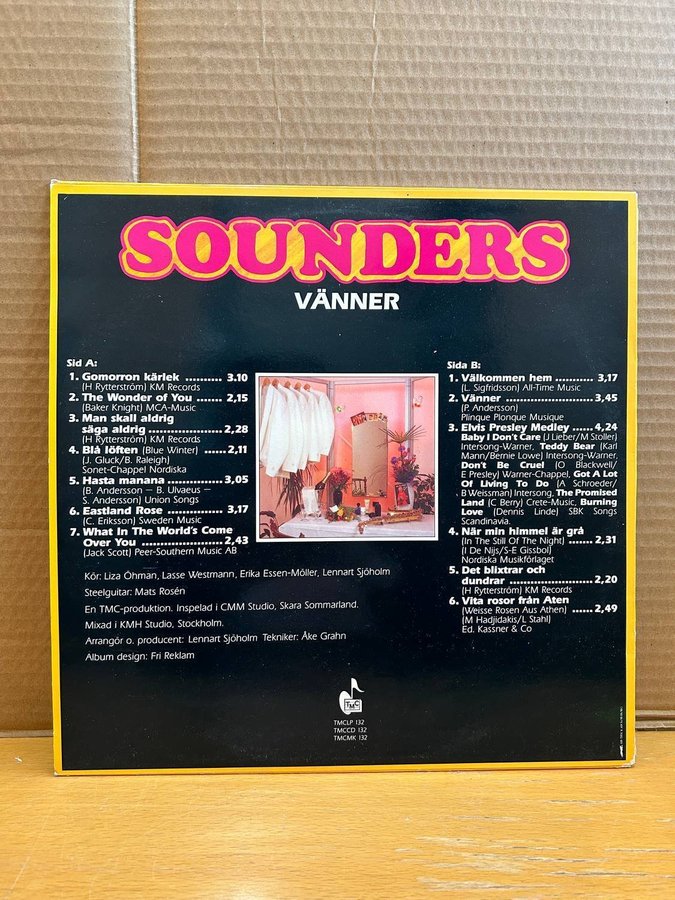 SOUNDERS
VÄNNER
Sid A:
1. Gomorron kärlek .......... 3.10
(H Rytterström) KM Records
2. The Wonder of You ....... 2,15
(Baker Knight) MCA-Music
3. Man skall aldrig
säga aldrig .................... 2,28
(H Rytterström) KM Records
4. Blå löften (Blue Winter) ...... 2,11
(J. Gluck/B. Raleigh)
Sonet-Chappel Nordiska
5. Hasta manana .............. 3,05
(B. Andersson – B. Ulvaeus –
S. Andersson) Union Songs
6. Eastland Rose ............... 3,17
(C. Eriksson) Sweden Music
7. What In The World's Come
Over You ....................... 2,43
(Jack Scott) Peer-Southern Music AB
Kör: Liza Öhman, Lasse Westmann, Erika Essen-Möller, Lennart Sjöholm
Steelguitar: Mats Rosén
En TMC-produktion. Inspelad i CMM Studio, Skara Sommarland.
Mixad i KMH Studio, Stockholm.
Arrangör o. producent: Lennart Sjöholm Tekniker: Åke Grahn
Album design: Fri Reklam
Sida B:
1. Välkommen hem ............ 3,17
(L. Sigfridsson) All-Time Music
2. Vänner .......................... 3,45
(P. Andersson)
Plinque Plonque Musique
3. Elvis Presley Medley ..... 4,24
Baby I Don't Care (J Lieber/M Stoller)
Intersong-Warner, Teddy Bear (Karl
Mann/Bernie Lowe) Intersong-Warner,
Don't Be Cruel (O Blackwell/
E Presley) Warner-Chappel, Got A Lot
Of Living To Do (A Schroeder/
B Weissman) Intersong, The Promised
Land (C Berry) Crete-Music, Burning
Love (Dennis Linde) SBK Songs
Scandinavia.
4. När min himmel är grå
(In The Still Of The Night) ........ 2,31
(I De Nijs/S-E Gissbol)
Nordiska Musikförlaget
5. Det blixtrar och
dundrar ........................ 2,20
(H Rytterström) KM Records
6. Vita rosor från Aten
(Weisse Rosen Aus Athen) ...... 2,49
(M Hadjidakis/L Stahl)
Ed. Kassner & Co
TMC
TMCLP 132
TMCCD 132
TMCMK 132